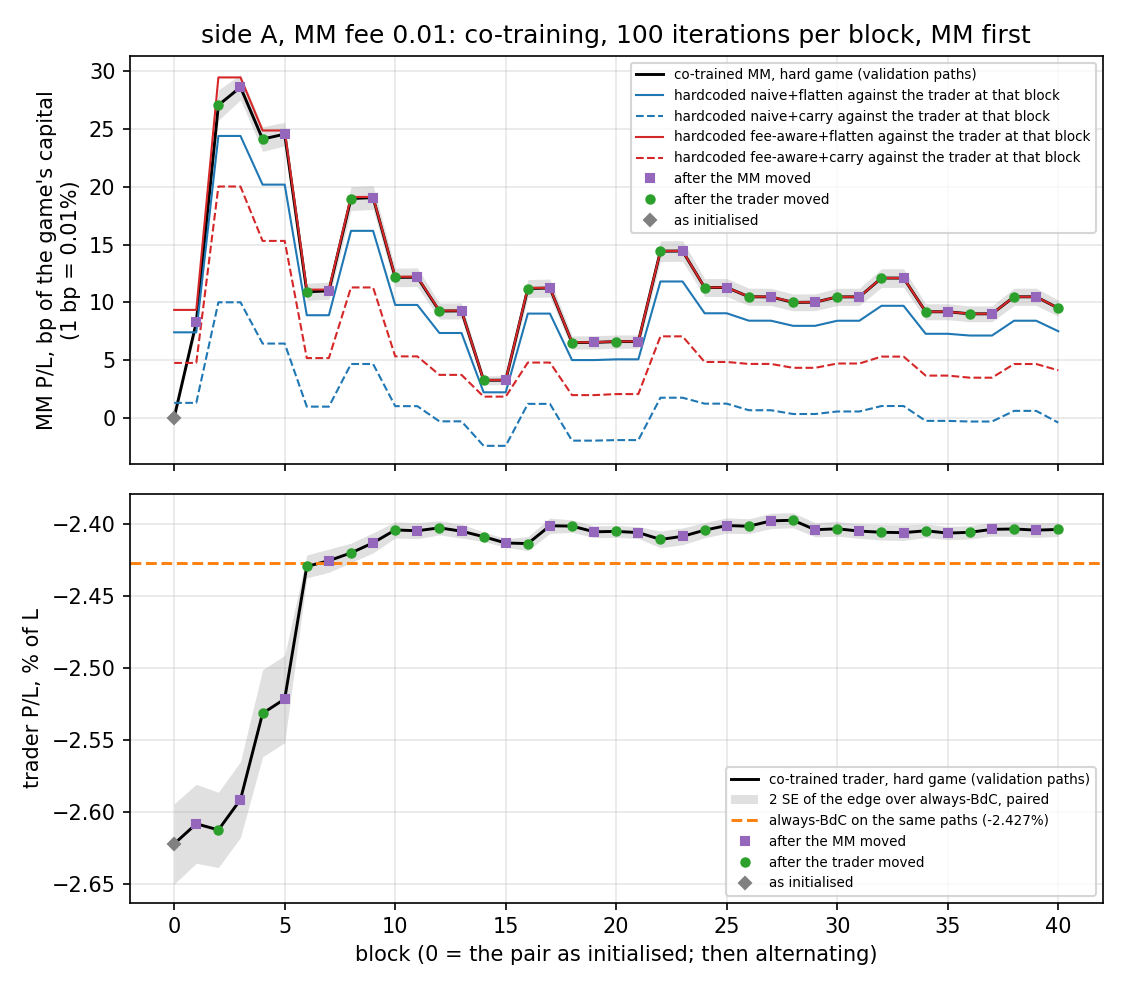 side A, MM fee 0.01: co-training, 100 iterations per block, MM first
MM P/L, bp of the game's capital
(1 bp = 0.01%)
30
25
20
15
10
5
0
co-trained MM, hard game (validation paths)
hardcoded naive+flatten against the trader at that block
hardcoded naive+carry against the trader at that block
hardcoded fee-aware+flatten against the trader at that block
hardcoded fee-aware+carry against the trader at that block
after the MM moved
after the trader moved
as initialised
trader P/L, % of L
−2.40
−2.45
−2.50
−2.55
−2.60
−2.65
co-trained trader, hard game (validation paths)
2 SE of the edge over always-BdC, paired
always-BdC on the same paths (-2.427%)
after the MM moved
after the trader moved
as initialised
0 5 10 15 20 25 30 35 40
block (0 = the pair as initialised; then alternating)